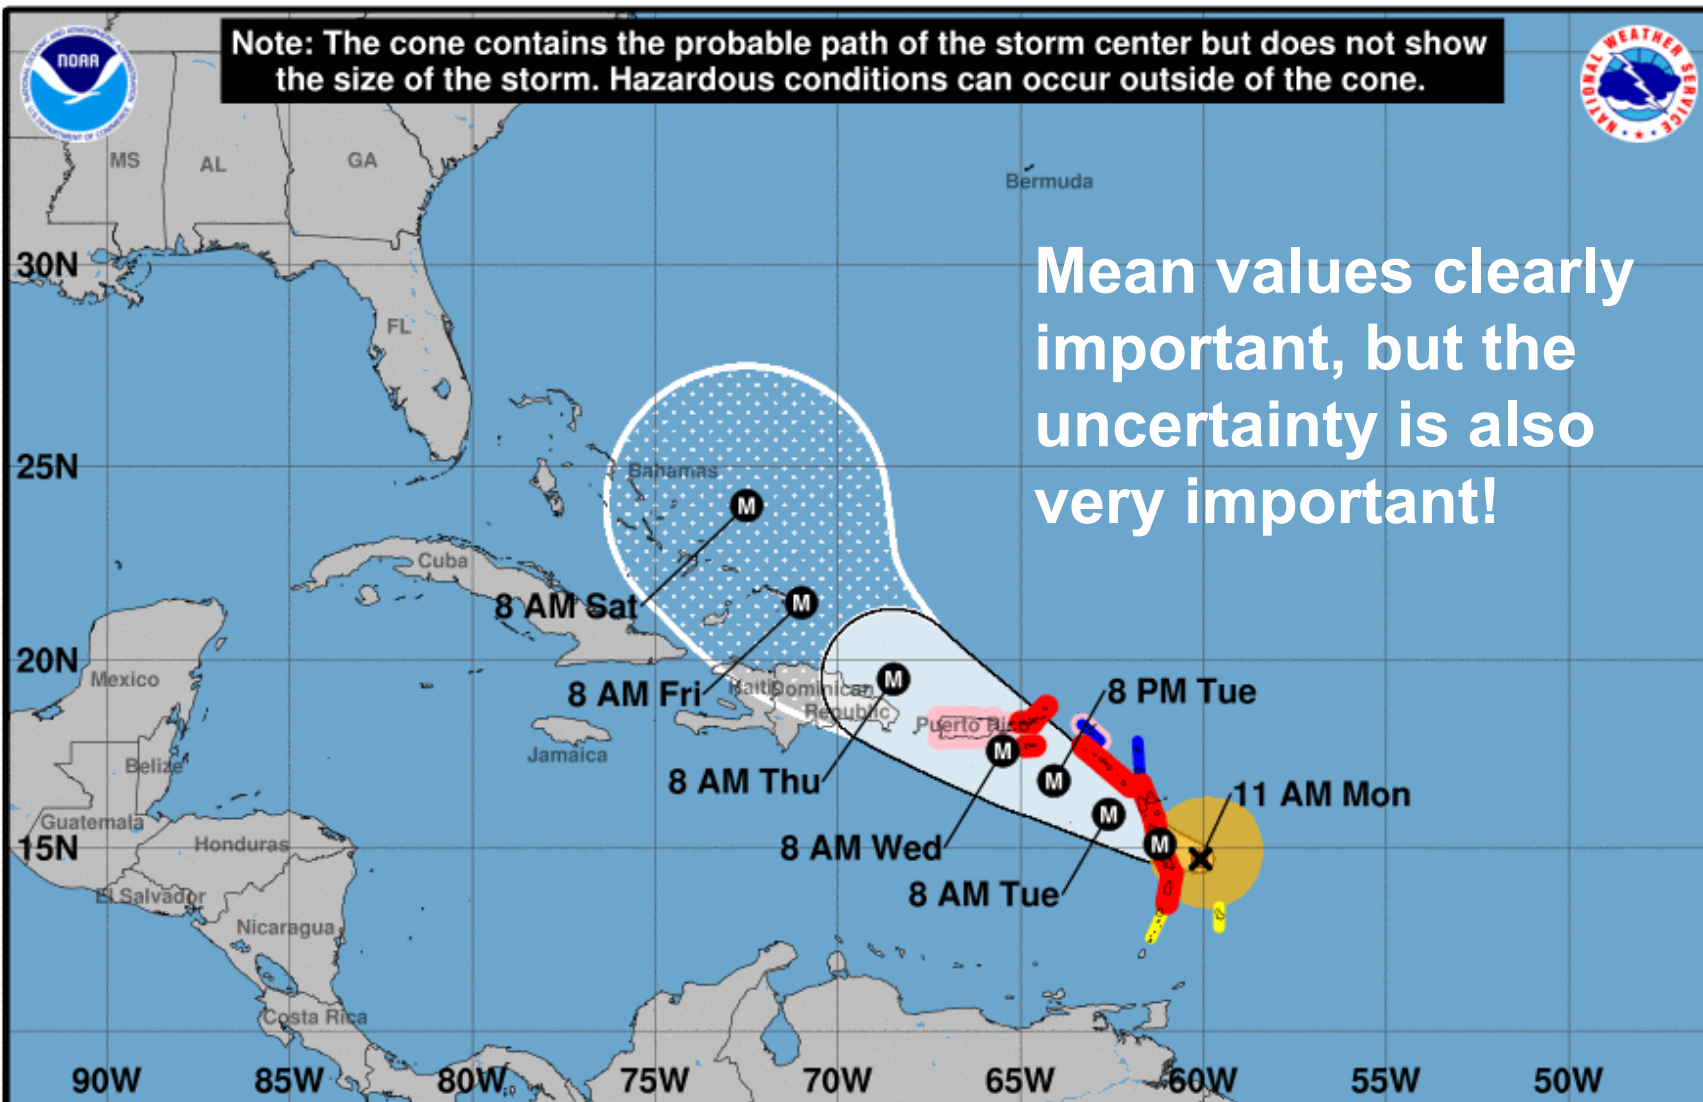 Note: The cone contains the probable path of the storm center but does not show
the size of the storm. Hazardous conditions can occur outside of the cone.
NOAA
NATIONAL WEATHER SERVICE
MS
AL
GA
Bermuda
30N
Mean values clearly
important, but the
uncertainty is also
very important!
FL
25N
Bahamas
M
Cuba
8 AM Sat
M
20N
Mexico
8 AM Fri
Haiti
Dominican
Republic
M
8 PM Tue
Puerto Rico
Jamaica
M
Belize
8 AM Thu
M
11 AM Mon
Guatemala
M
15N
Honduras
8 AM Wed
M
El Salvador
8 AM Tue
Nicaragua
Costa Rica
90W
85W
80W
75W
70W
65W
60W
55W
50W